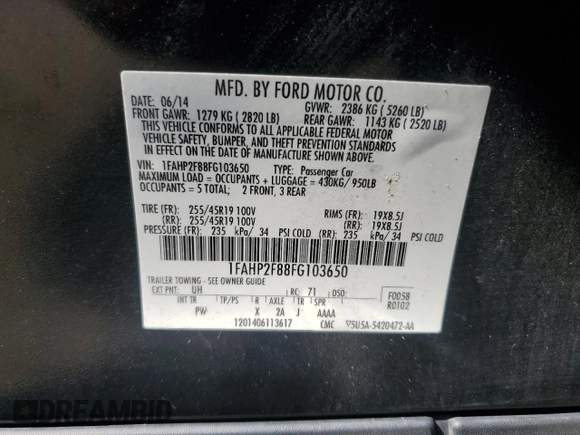 MFD. BY FORD MOTOR CO.
DATE: 06/14 GVWR: 2386 KG ( 5260 LB)
FRONT GAWR: 1279 KG ( 2820 LB) REAR GAWR: 1143 KG ( 2520 LB)
THIS VEHICLE CONFORMS TO ALL APPLICABLE FEDERAL MOTOR
VEHICLE SAFETY, BUMPER, AND THEFT PREVENTION STANDARDS
IN EFFECT ON THE DATE OF MANUFACTURE SHOWN ABOVE.
VIN: 1FAHP2F88FG103650 TYPE: Passenger Car
MAXIMUM LOAD = OCCUPANTS + LUGGAGE = 430KG/ 950LB
OCCUPANTS = 5 TOTAL; 2 FRONT, 3 REAR
TIRE (FR): 255/45R19 100V RIMS (FR): 19X8.5J
(RR): 255/45R19 100V (RR): 19X8.5J
PRESSURE (FR): 235 kPa/ 34 PSI COLD (RR): 235 kPa/ 34 PSI COLD
1FAHP2F88FG103650
TRAILER TOWING - SEE OWNER GUIDE
EXT PNT: UH RC: 71 DSO: F0058
R0102
INT TR TP/PS R AXLE TR SPR
PW X 2A J AAAA
1201406113617 CMC 5U5A-5420472-AA
DREAMBID